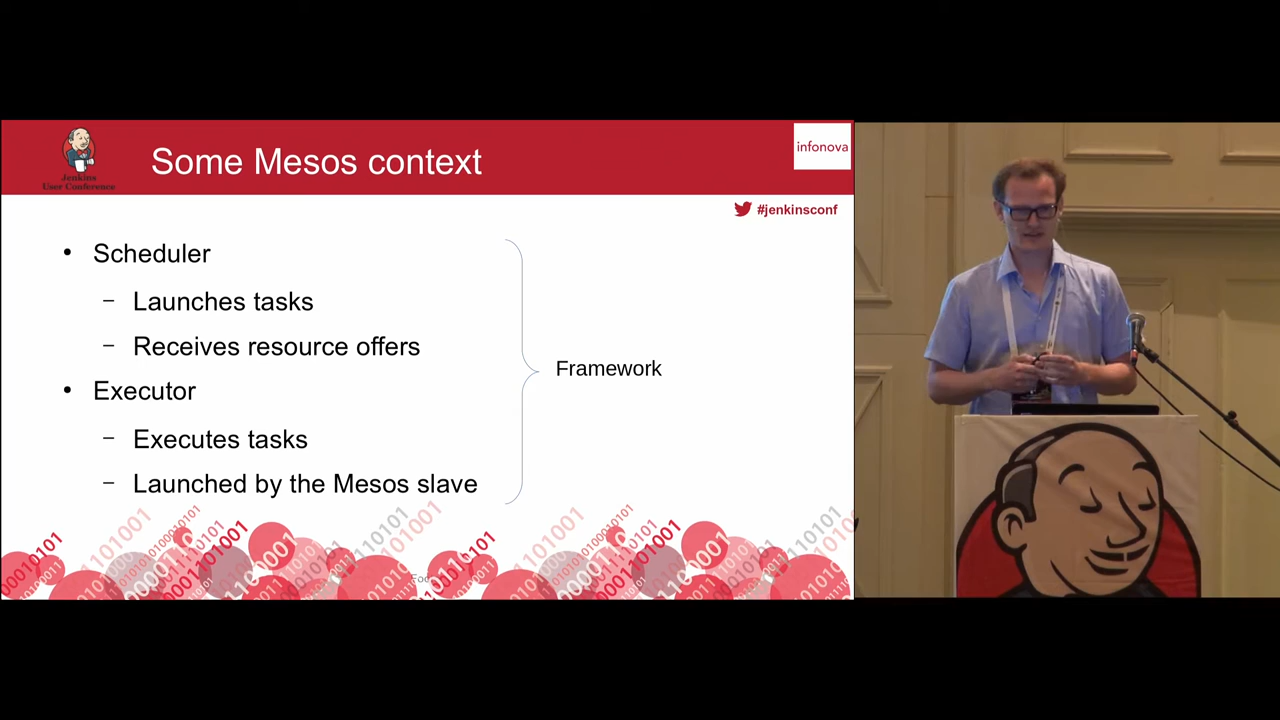 Some Mesos context
infonova
Jenkins
User Conference
#jenkinsconf
• Scheduler
– Launches tasks
– Receives resource offers
• Executor
– Executes tasks
– Launched by the Mesos slave
Framework